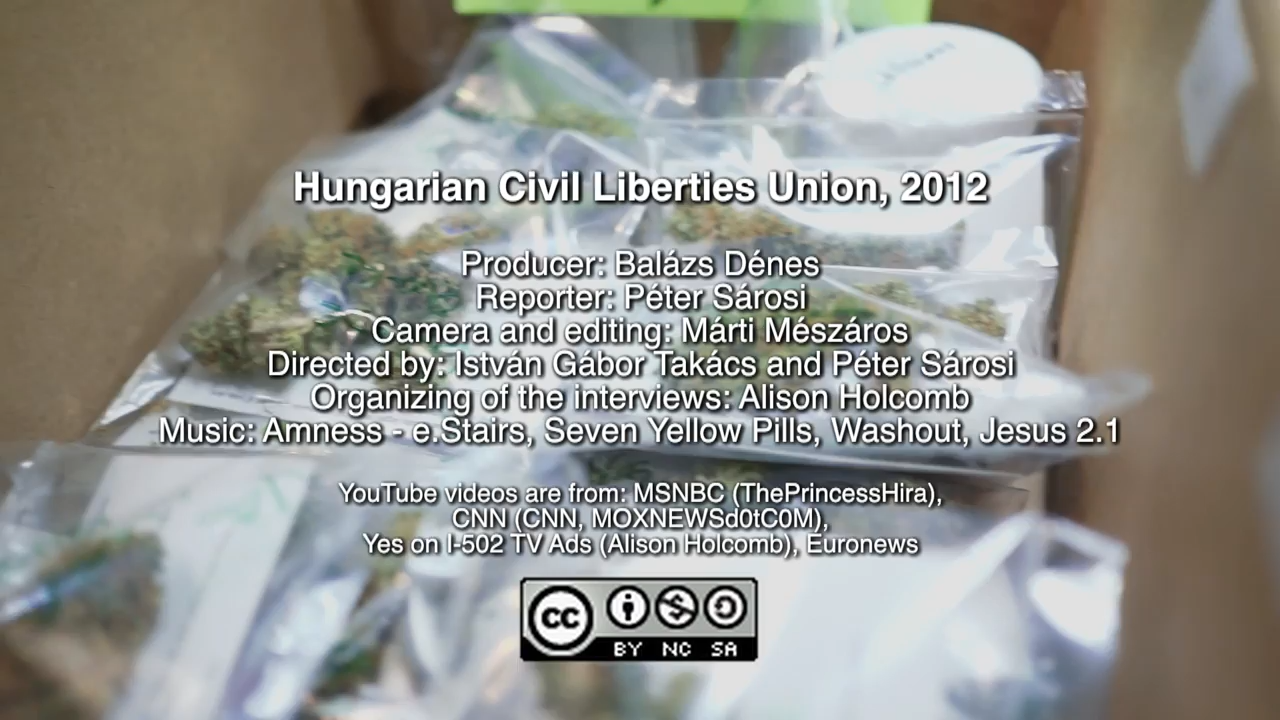 Hungarian Civil Liberties Union, 2012
Producer: Balázs Dénes
Reporter: Péter Sárosi
Camera and editing: Márti Mészáros
Directed by: István Gábor Takács and Péter Sárosi
Organizing of the interviews: Alison Holcomb
Music: Amness - e.Stairs, Seven Yellow Pills, Washout, Jesus 2.1
YouTube videos are from: MSNBC (ThePrincessHira),
CNN (CNN, MOXNEWSd0tC0M),
Yes on I-502 TV Ads (Alison Holcomb), Euronews
cc
BY NC SA